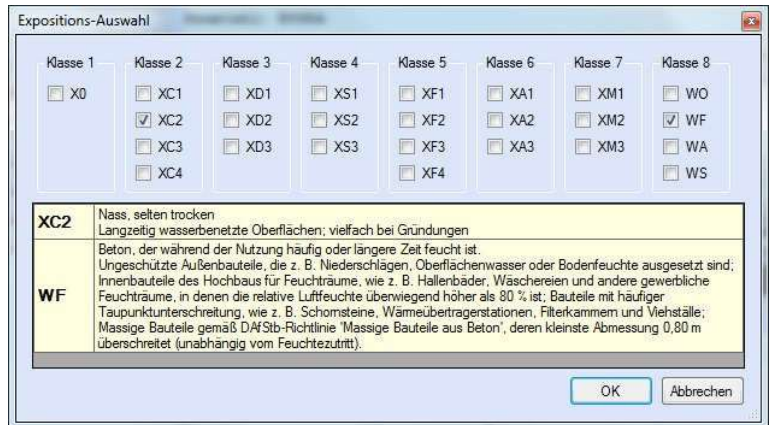 Expositions-Auswahl
Klasse 1 Klasse 2 Klasse 3 Klasse 4 Klasse 5 Klasse 6 Klasse 7 Klasse 8
X0 XC1 XD1 XS1 XF1 XA1 XM1 WO
XC2 XD2 XS2 XF2 XA2 XM2 WF
XC3 XD3 XS3 XF3 XA3 XM3 WA
XC4 XF4 WS
XC2
Nass, selten trocken
Langzeitig wasserbenetzte Oberflächen; vielfach bei Gründungen
WF
Beton, der während der Nutzung häufig oder längere Zeit feucht ist.
Ungeschützte Außenbauteile, die z. B. Niederschlägen, Oberflächenwasser oder Bodenfeuchte ausgesetzt sind;
Innenbauteile des Hochbaus für Feuchträume, wie z. B. Hallenbäder, Wäschereien und andere gewerbliche
Feuchträume, in denen die relative Luftfeuchte überwiegend höher als 80 % ist; Bauteile mit häufiger
Taupunktunterschreitung, wie z. B. Schornsteine, Wärmeübertragerstationen, Filterkammern und Viehställe;
Massige Bauteile gemäß DAfStb-Richtlinie 'Massige Bauteile aus Beton', deren kleinste Abmessung 0,80 m
überschreitet (unabhängig vom Feuchtezutritt).
OK Abbrechen